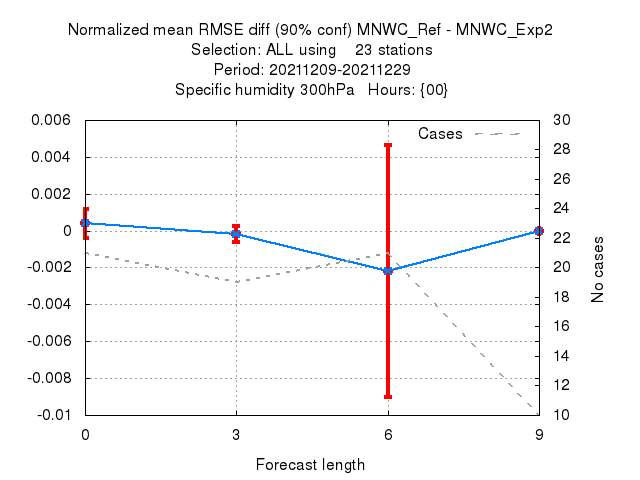 Normalized mean RMSE diff (90% conf) MNWC_Ref - MNWC_Exp2
Selection: ALL using 23 stations
Period: 20211209-20211229
Specific humidity 300hPa Hours: {00}
Cases
0.006
0.004
0.002
0
-0.002
-0.004
-0.006
-0.008
-0.01
30
28
26
24
22
20
18
16
14
12
10
No cases
0 3 6 9
Forecast length